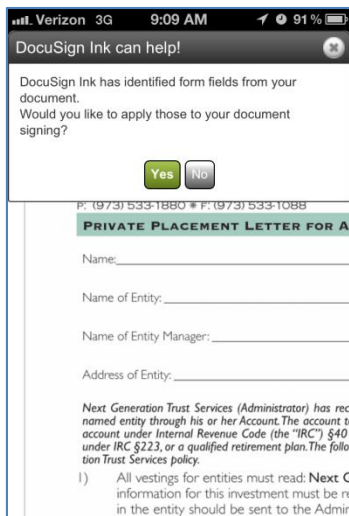 Verizon 3G 9:09 AM 91%
DocuSign Ink can help!
DocuSign Ink has identified form fields from your
document.
Would you like to apply those to your document
signing?
Yes No
P: (973) 533-1880 * F: (973) 533-1088
PRIVATE PLACEMENT LETTER FOR A
Name:
Name of Entity:
Name of Entity Manager:
Address of Entity:
Next Generation Trust Services (Administrator) has rec
named entity through his or her Account. The account t
account under Internal Revenue Code (the “IRC”) §40
under IRC §223, or a qualified retirement plan. The follo
tion Trust Services policy.
1) All vestings for entities must read: Next G
information for this investment must be re
in the entity should be sent to the Admin